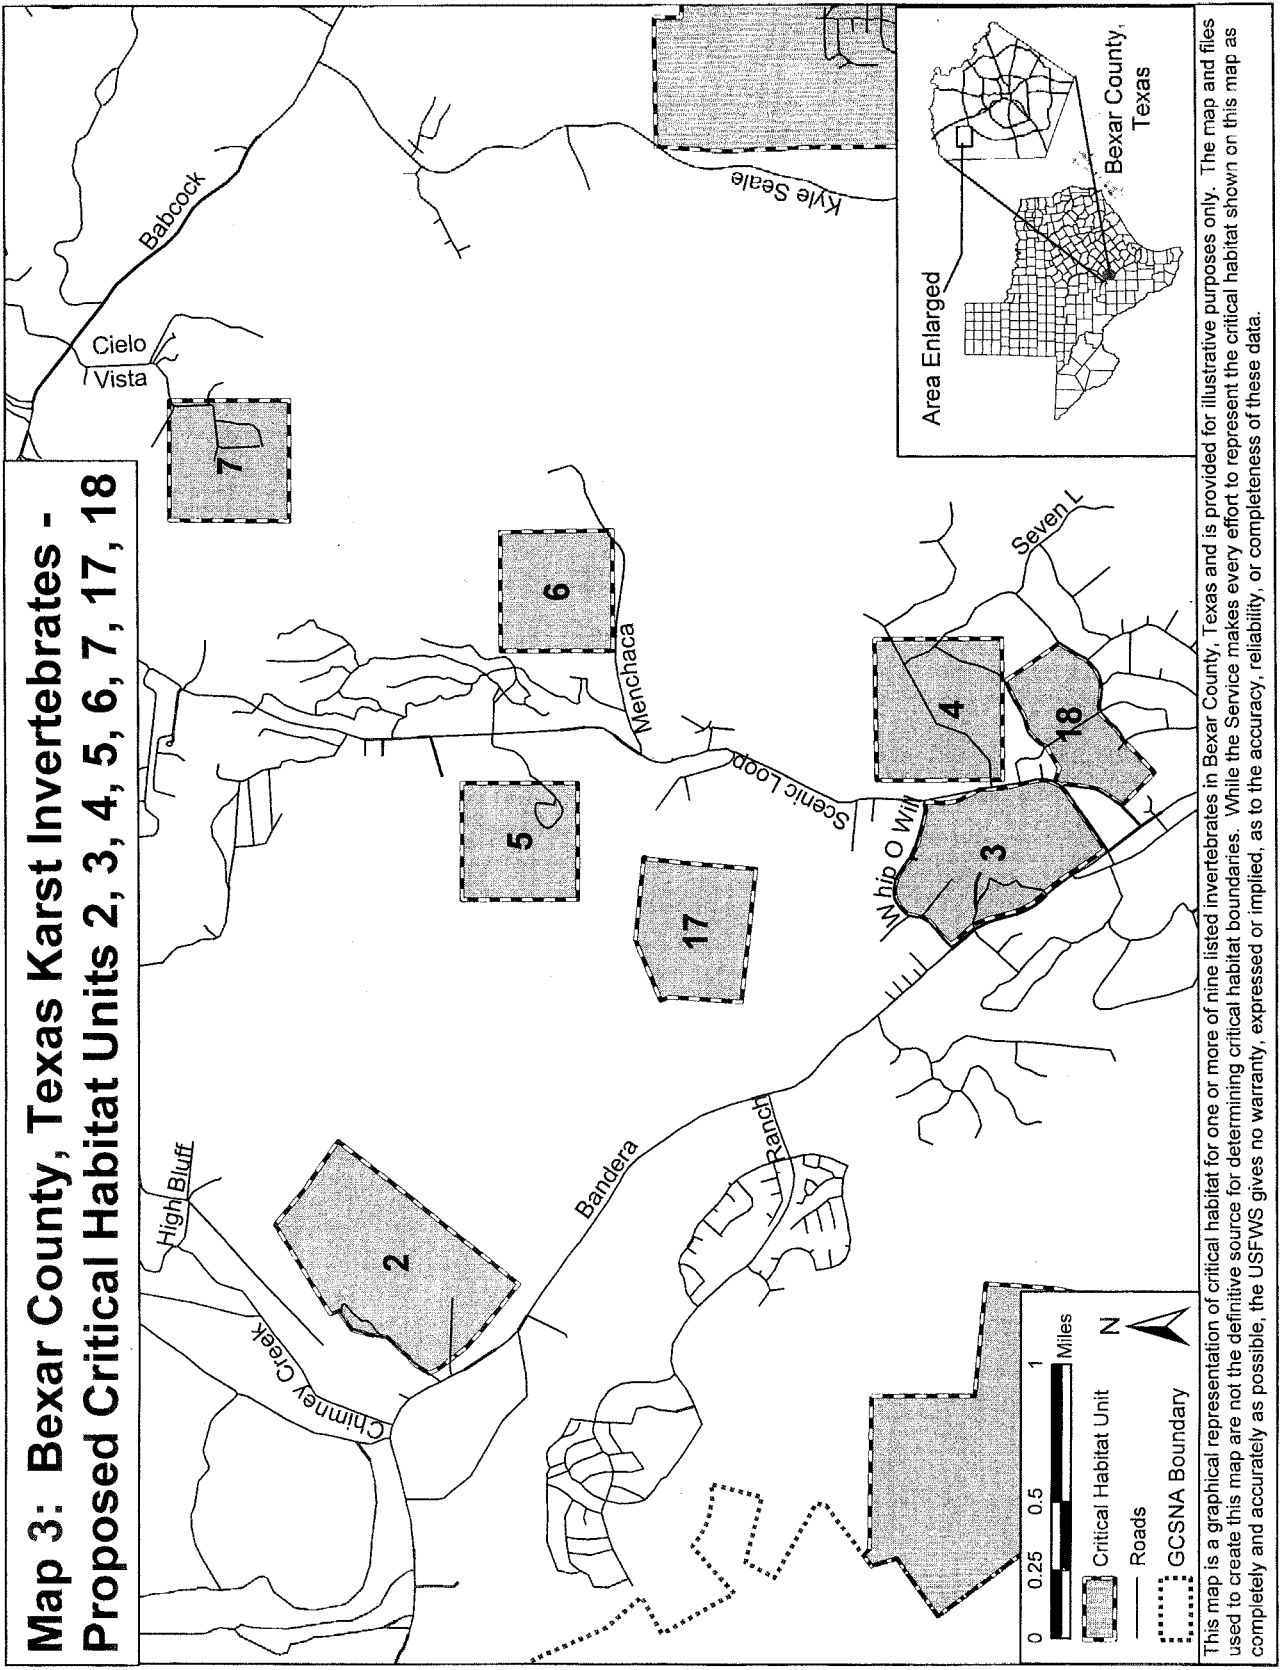 Map 3: Bexar County, Texas Karst Invertebrates -
Proposed Critical Habitat Units 2, 3, 4, 5, 6, 7, 17, 18
High Bluff
Chimney Creek
Cielo
Vista
Babcock
7
2
5
6
Menchaca
Bandera
17
Scenic Loop
Kyle Seale
Ranch
Whip O Will
4
3
18
Seven L
Area Enlarged
Bexar County,
Texas
0 0.25 0.5 1
Miles
N
Critical Habitat Unit
Roads
GCSNA Boundary
This map is a graphical representation of critical habitat for one or more of nine listed invertebrates in Bexar County, Texas and is provided for illustrative purposes only. The map and files
used to create this map are not the definitive source for determining critical habitat boundaries. While the Service makes every effort to represent the critical habitat shown on this map as
completely and accurately as possible, the USFWS gives no warranty, expressed or implied, as to the accuracy, reliability, or completeness of these data.